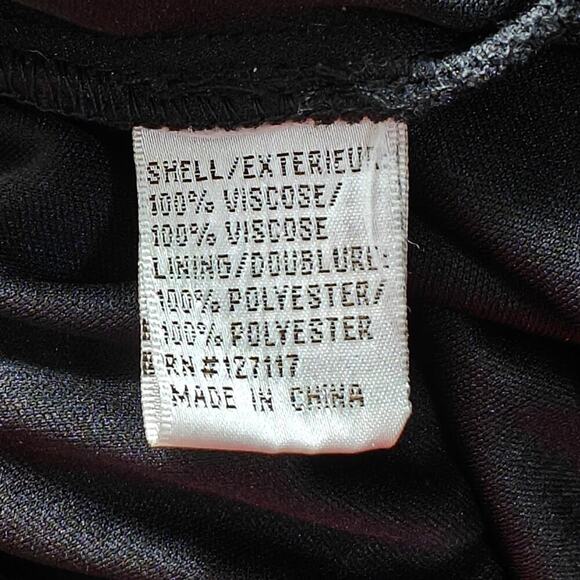 SHELL/EXTERIEUR:
100% VISCOSE/
100% VISCOSE
LINING/DOUBLURE:
100% POLYESTER/
100% POLYESTER
RN #127117
MADE IN CHINA